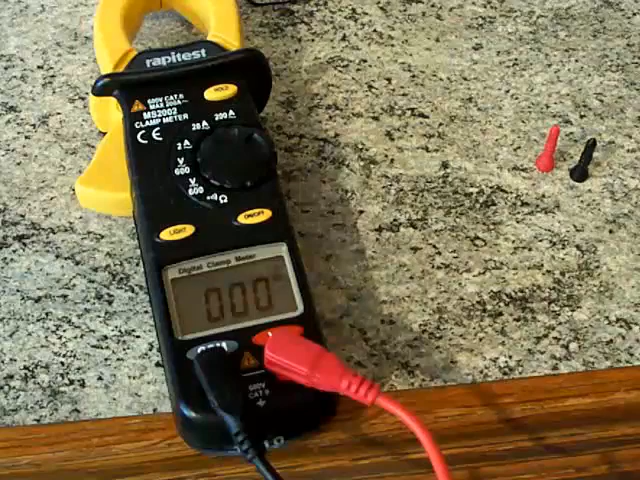 rapitest
HOLD
600V CAT.II
MAX 200A~
MS2002
CLAMP METER
CE
200A
20A
2A
V
600
V
600
Ω
LIGHT
ON/OFF
Digital Clamp Meter
000
COM
600V
CAT II
Ω